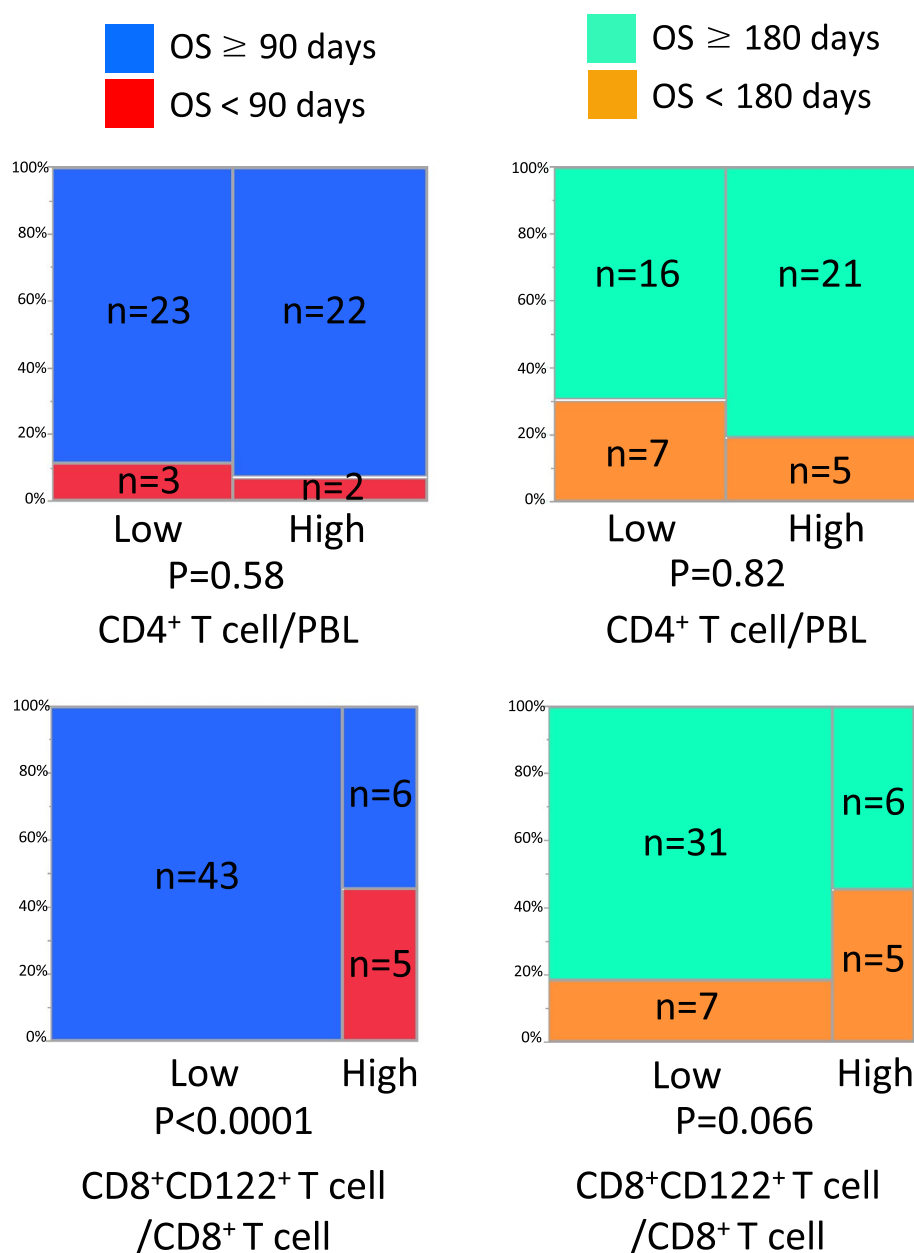 OS ≥ 90 days
OS < 90 days
OS ≥ 180 days
OS < 180 days
100%
80%
60%
40%
20%
0%
n=23
n=22
n=3
n=2
Low
High
P=0.58
CD4⁺ T cell/PBL
100%
80%
60%
40%
20%
0%
n=16
n=21
n=7
n=5
Low
High
P=0.82
CD4⁺ T cell/PBL
100%
80%
60%
40%
20%
0%
n=43
n=6
n=5
Low
High
P<0.0001
CD8⁺CD122⁺ T cell
/CD8⁺ T cell
100%
80%
60%
40%
20%
0%
n=31
n=6
n=7
n=5
Low
High
P=0.066
CD8⁺CD122⁺ T cell
/CD8⁺ T cell